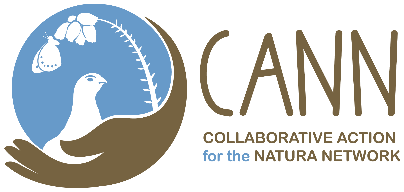 CANN
COLLABORATIVE ACTION
for the NATURA NETWORK